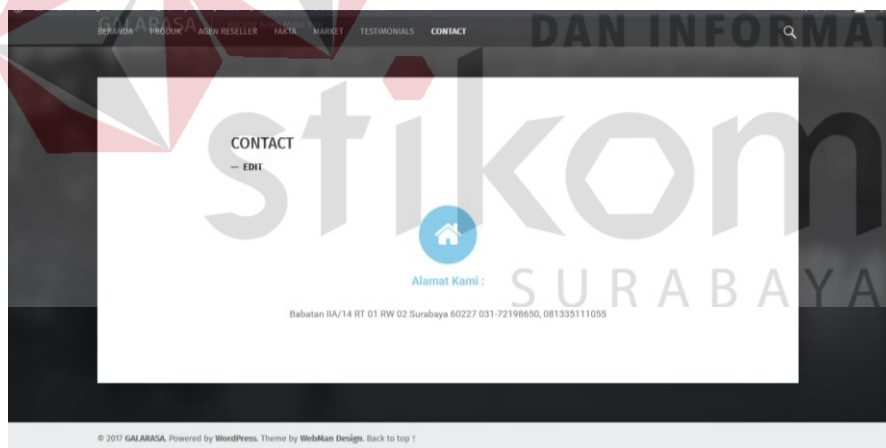 GALARASA
DAN INFORMAT
BERANDA PRODUK AGEN RESELLER FAKTA MARKET TESTIMONIALS CONTACT
stikom
CONTACT
— EDIT
Alamat Kami :
SURABAYA
Babatan IIA/14 RT 01 RW 02 Surabaya 60227 031-72198650, 081335111055
© 2017 GALARASA. Powered by WordPress. Theme by WebMan Design. Back to top ↑